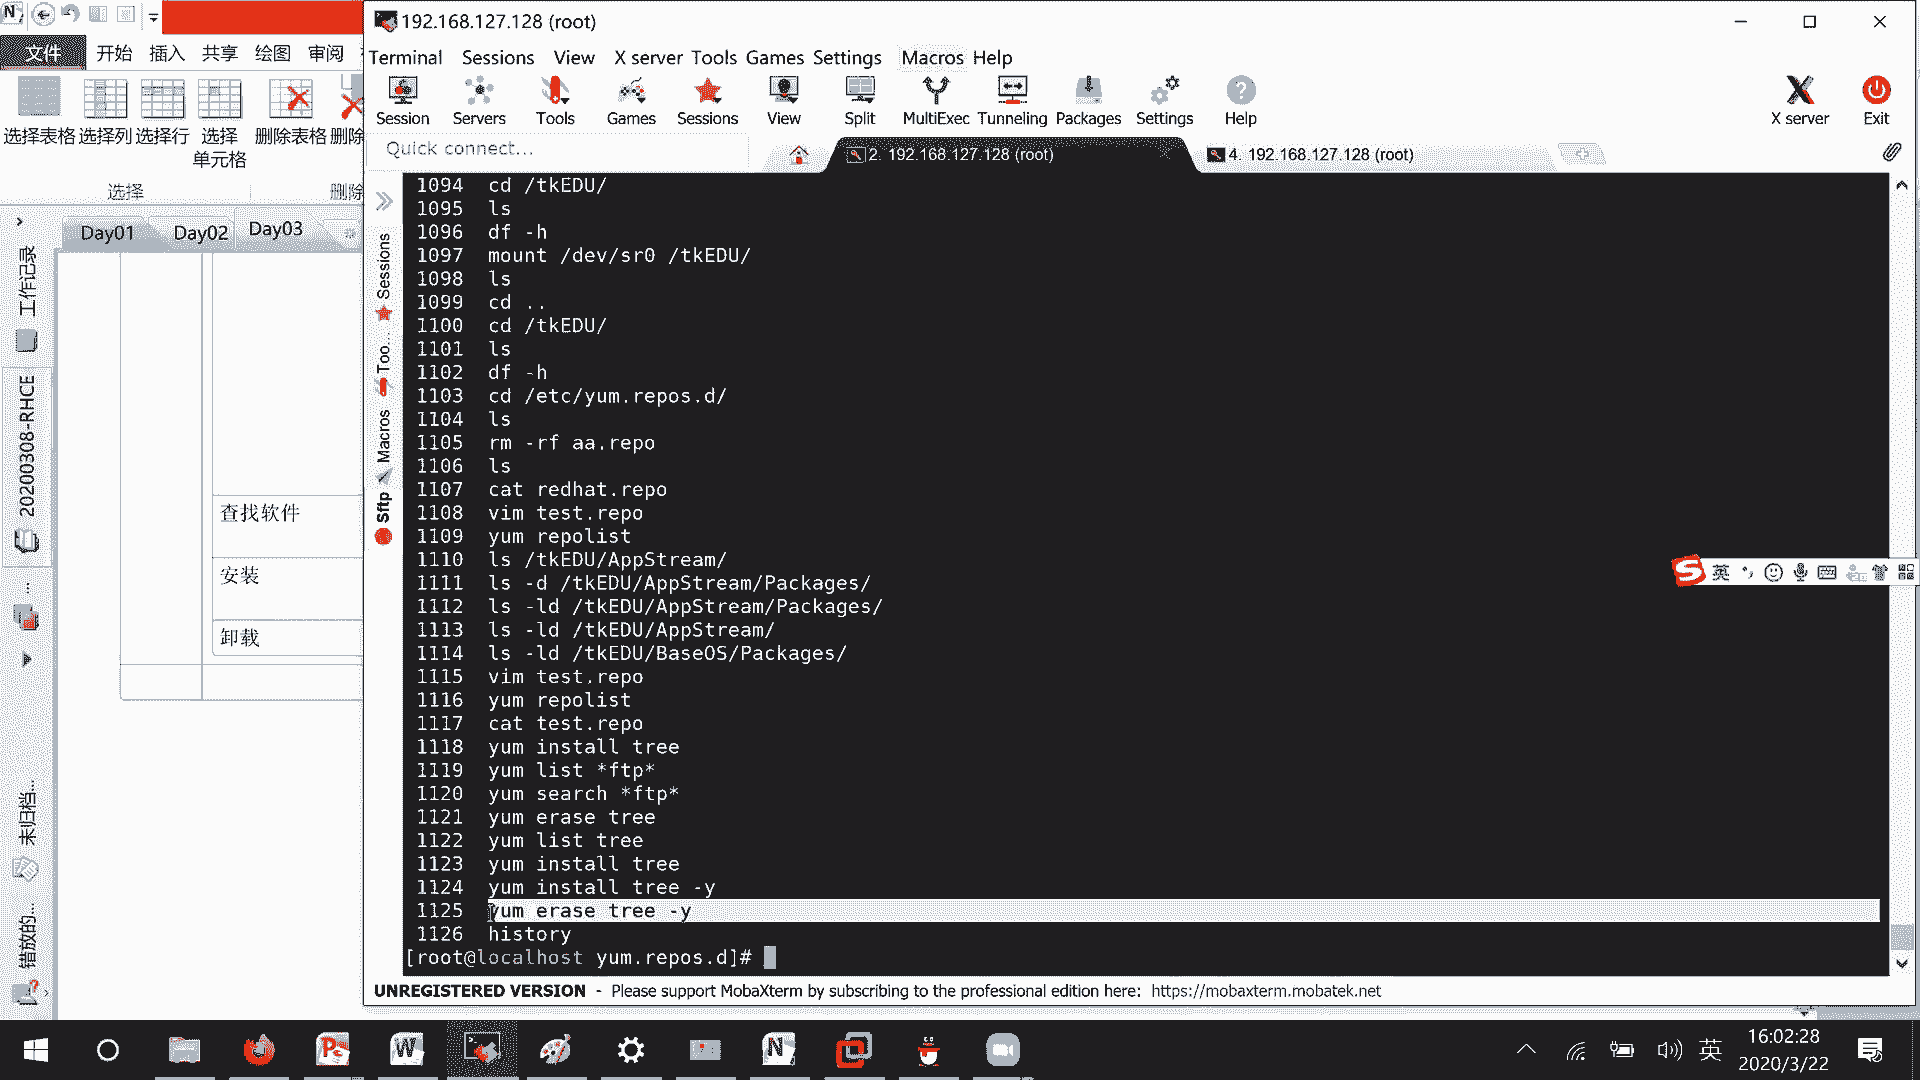 192.168.127.128 (root)
文件 开始 插入 共享 绘图 审阅
Terminal Sessions View X server Tools Games Settings Macros Help
Session Servers Tools Games Sessions View Split MultiExec Tunneling Packages Settings Help X server Exit
选择表格 选择列 选择行 选择单元格 删除表格 删除
选择 删除
Quick connect...
2. 192.168.127.128 (root)
4. 192.168.127.128 (root)
Day01 Day02 Day03
工作记录
20200308-RHCE
...
未归档...
错放的...
查找软件
安装
卸载
Sessions
Too...
Macros
Sftp
1094 cd /tkEDU/
1095 ls
1096 df -h
1097 mount /dev/sr0 /tkEDU/
1098 ls
1099 cd ..
1100 cd /tkEDU/
1101 ls
1102 df -h
1103 cd /etc/yum.repos.d/
1104 ls
1105 rm -rf aa.repo
1106 ls
1107 cat redhat.repo
1108 vim test.repo
1109 yum repolist
1110 ls /tkEDU/AppStream/
1111 ls -d /tkEDU/AppStream/Packages/
1112 ls -ld /tkEDU/AppStream/Packages/
1113 ls -ld /tkEDU/AppStream/
1114 ls -ld /tkEDU/BaseOS/Packages/
1115 vim test.repo
1116 yum repolist
1117 cat test.repo
1118 yum install tree
1119 yum list *ftp*
1120 yum search *ftp*
1121 yum erase tree
1122 yum list tree
1123 yum install tree
1124 yum install tree -y
1125 yum erase tree -y
1126 history
[root@localhost yum.repos.d]#
UNREGISTERED VERSION - Please support MobaXterm by subscribing to the professional edition here: https://mobaxterm.mobatek.net
英
英
16:02:28
2020/3/22